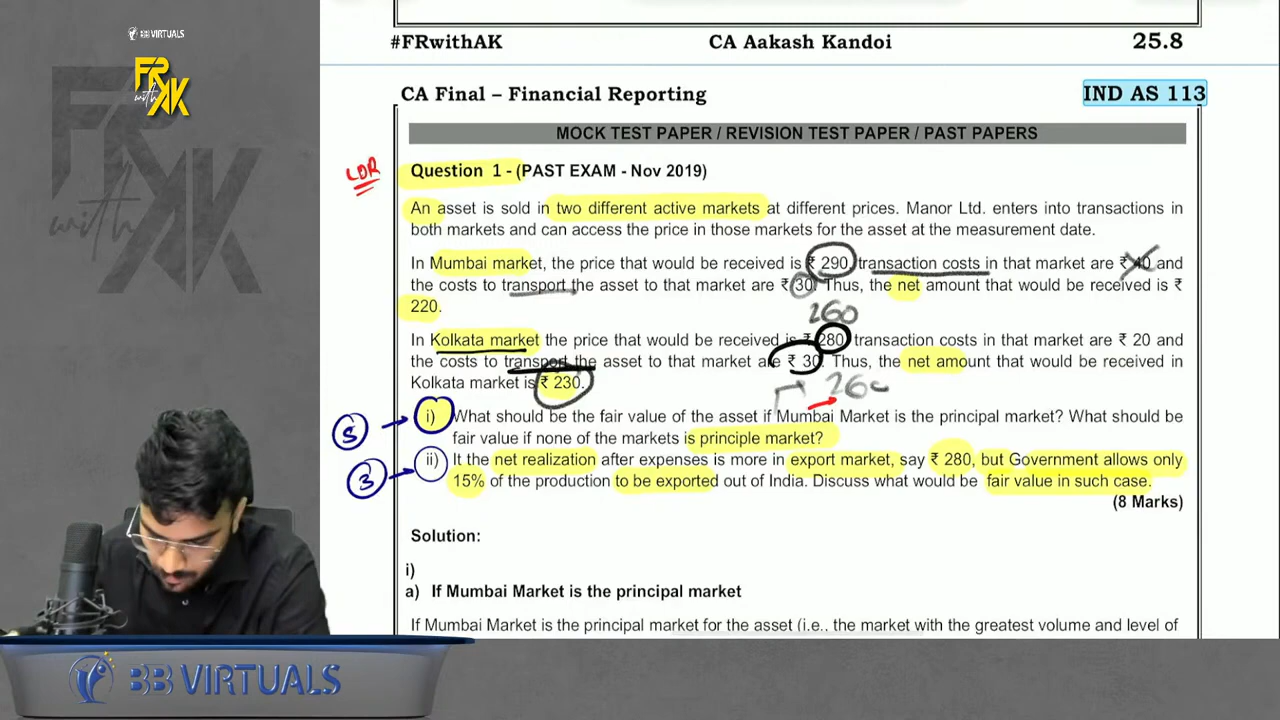 BB VIRTUALS
FR
with
AK
#FRwithAK CA Aakash Kandoi 25.8
CA Final – Financial Reporting IND AS 113
MOCK TEST PAPER / REVISION TEST PAPER / PAST PAPERS
LDR
Question 1 - (PAST EXAM - Nov 2019)
An asset is sold in two different active markets at different prices. Manor Ltd. enters into transactions in
both markets and can access the price in those markets for the asset at the measurement date.
In Mumbai market, the price that would be received is ₹ 290, transaction costs in that market are ₹ 40 and
the costs to transport the asset to that market are ₹ 30. Thus, the net amount that would be received is ₹
220.
260
In Kolkata market the price that would be received is ₹ 280, transaction costs in that market are ₹ 20 and
the costs to transport the asset to that market are ₹ 30. Thus, the net amount that would be received in
Kolkata market is ₹ 230.
5
i) What should be the fair value of the asset if Mumbai Market is the principal market? What should be
fair value if none of the markets is principle market?
3
ii) It the net realization after expenses is more in export market, say ₹ 280, but Government allows only
15% of the production to be exported out of India. Discuss what would be fair value in such case.
(8 Marks)
Solution:
i)
a) If Mumbai Market is the principal market
If Mumbai Market is the principal market for the asset (i.e., the market with the greatest volume and level of
BB VIRTUALS